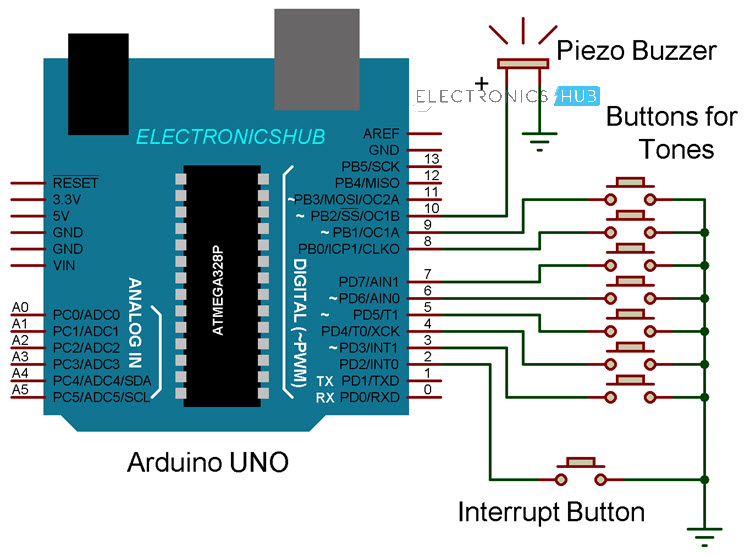 Piezo Buzzer
+
ELECTRONICS HUB
Buttons for
Tones
ELECTRONICSHUB
RESET
3.3V
5V
GND
GND
VIN
A0 PC0/ADC0
A1 PC1/ADC1
A2 PC2/ADC2
A3 PC3/ADC3
A4 PC4/ADC4/SDA
A5 PC5/ADC5/SCL
ANALOG IN
ATMEGA328P
DIGITAL (~PWM)
AREF
GND
PB5/SCK 13
PB4/MISO 12
~PB3/MOSI/OC2A 11
~ PB2/SS/OC1B 10
~ PB1/OC1A 9
PB0/ICP1/CLKO 8
PD7/AIN1 7
~PD6/AIN0 6
~ PD5/T1 5
PD4/T0/XCK 4
~PD3/INT1 3
PD2/INT0 2
TX PD1/TXD 1
RX PD0/RXD 0
Arduino UNO
Interrupt Button